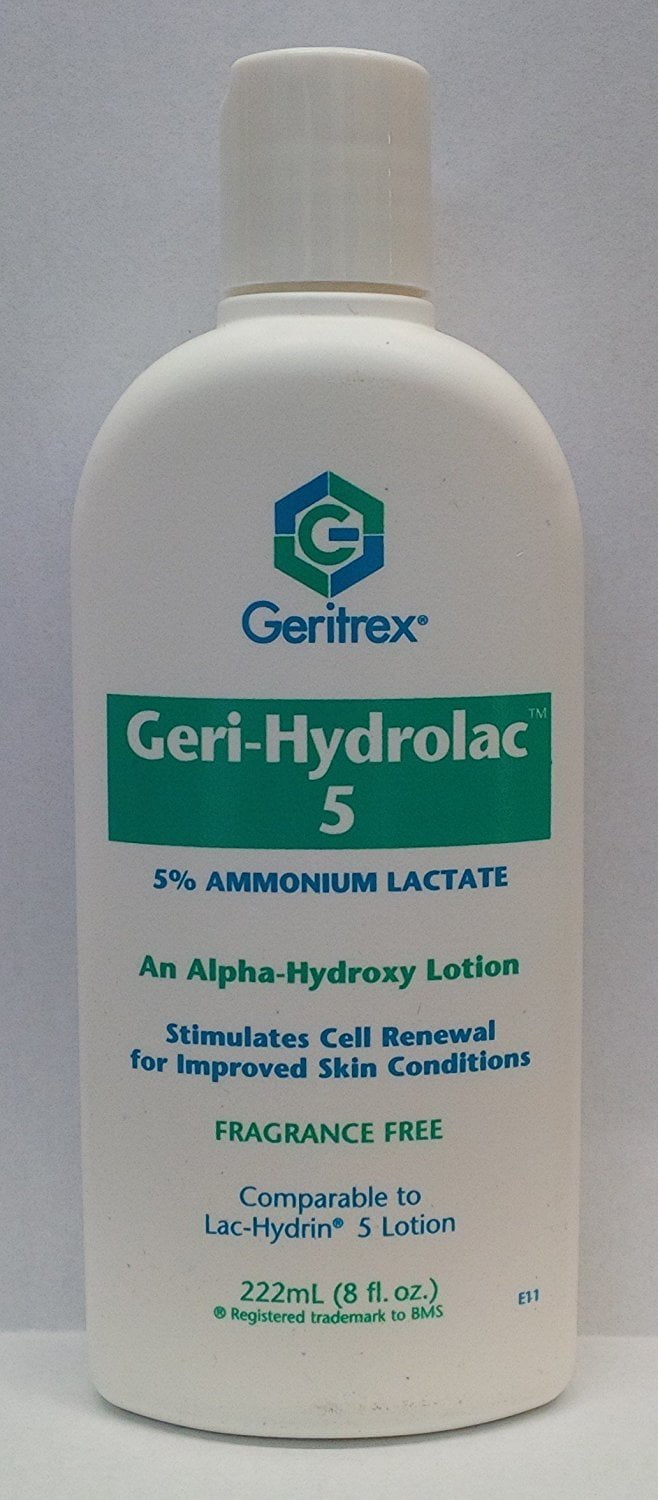 G
Geritrex®
Geri-Hydrolac™
5
5% AMMONIUM LACTATE
An Alpha-Hydroxy Lotion
Stimulates Cell Renewal
for Improved Skin Conditions
FRAGRANCE FREE
Comparable to
Lac-Hydrin® 5 Lotion
222mL (8 fl. oz.)
® Registered trademark to BMS
E11